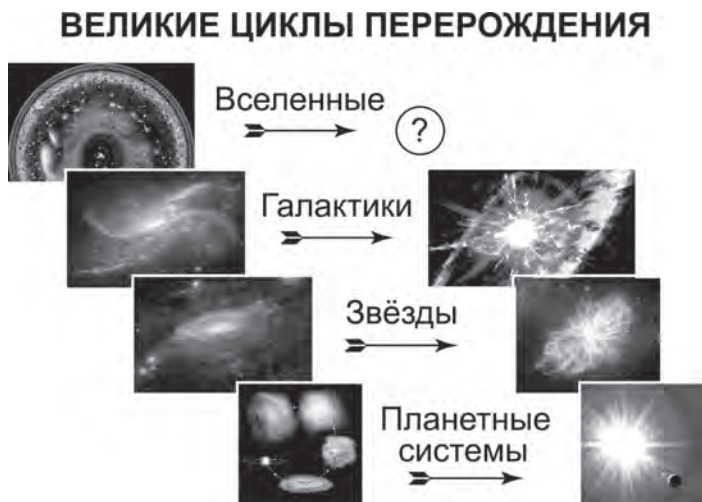 ВЕЛИКИЕ ЦИКЛЫ ПЕРЕРОЖДЕНИЯ
Вселенные
?
Галактики
Звёзды
Планетные
системы